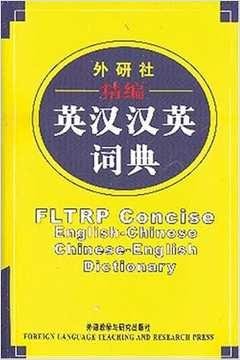 外研社
精编
英汉汉英
词典
FLTRP Concise
English-Chinese
Chinese-English
Dictionary
外语教学与研究出版社
FOREIGN LANGUAGE TEACHING AND RESEARCH PRESS